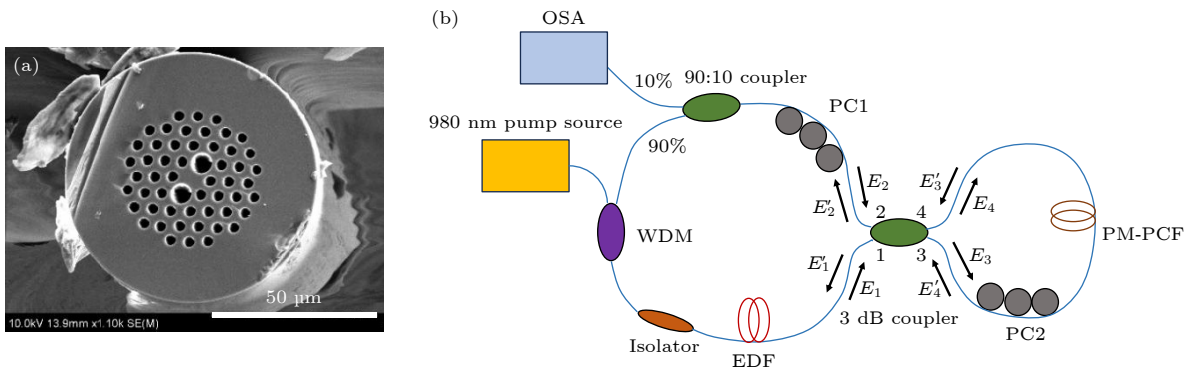 (a)
50 μm
10.0kV 13.9mm x1.10k SE(M)
(b)
OSA
10%
90:10 coupler
PC1
980 nm pump source
90%
E₂
E′₂
E′₃
E₄
2 4
WDM
PM-PCF
1 3
E′₁
E₁
E₃
E′₄
3 dB coupler
Isolator
EDF
PC2